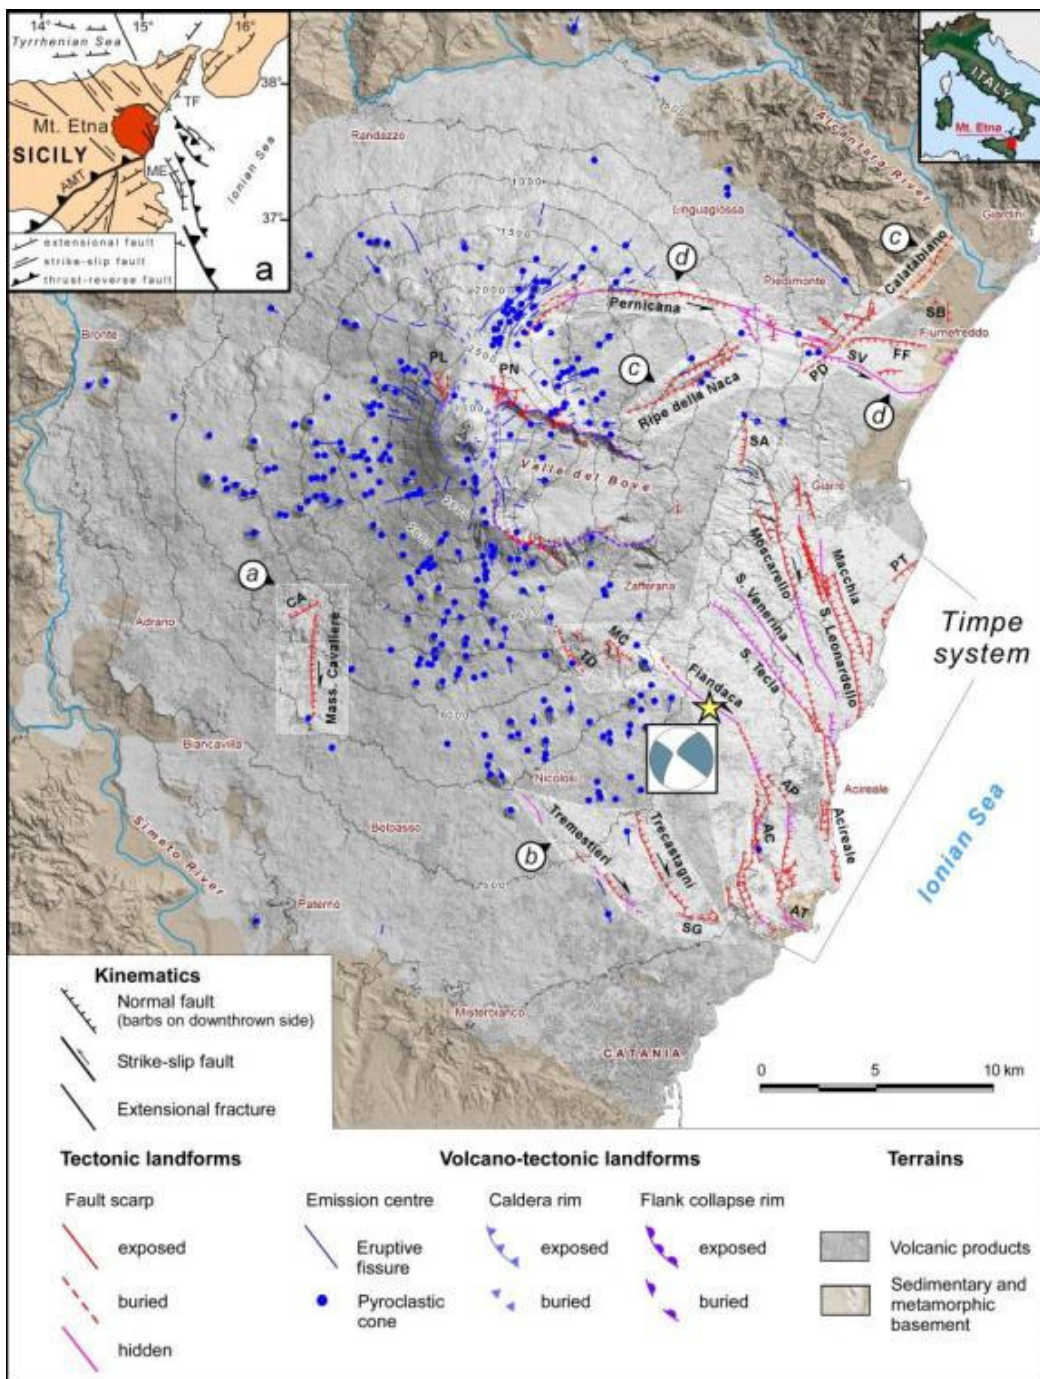 14°
15°
16°
Tyrrhenian Sea
38°
TF
Mt. Etna
SICILY
AMT
ME
Ionian Sea
37°
extensional fault
strike-slip fault
thrust-reverse fault
a
ITALY
Mt. Etna
Randazzo
Alcantara River
1000
1500
Linguaglossa
Giardini
c
Calatabiano
d
2000
Piedimonte
Pernicana
SB
Fiumefreddo
Bronte
2500
PL
PN
c
SV
FF
PD
Ripe della Naca
d
SA
Valle del Bove
Giarre
Moscarello
Macchia
PT
a
Zafferana
S. Venerina
S. Leonardello
Timpe
system
CA
Adrano
Mass. Cavaliere
TD
MC
S. Tecla
Fiandaca
Biancavilla
Nicolosi
AP
Acireale
Acireale
Simeto River
Belpasso
b
Tremestieri
Trecastagni
AC
Ionian Sea
500
Paternò
SG
AT
Misterbianco
CATANIA
0
5
10 km
Kinematics
Normal fault
(barbs on downthrown side)
Strike-slip fault
Extensional fracture
Tectonic landforms
Volcano-tectonic landforms
Terrains
Fault scarp
Emission centre
Caldera rim
Flank collapse rim
exposed
Eruptive
fissure
exposed
exposed
Volcanic products
buried
Pyroclastic
cone
buried
buried
Sedimentary and
metamorphic
basement
hidden